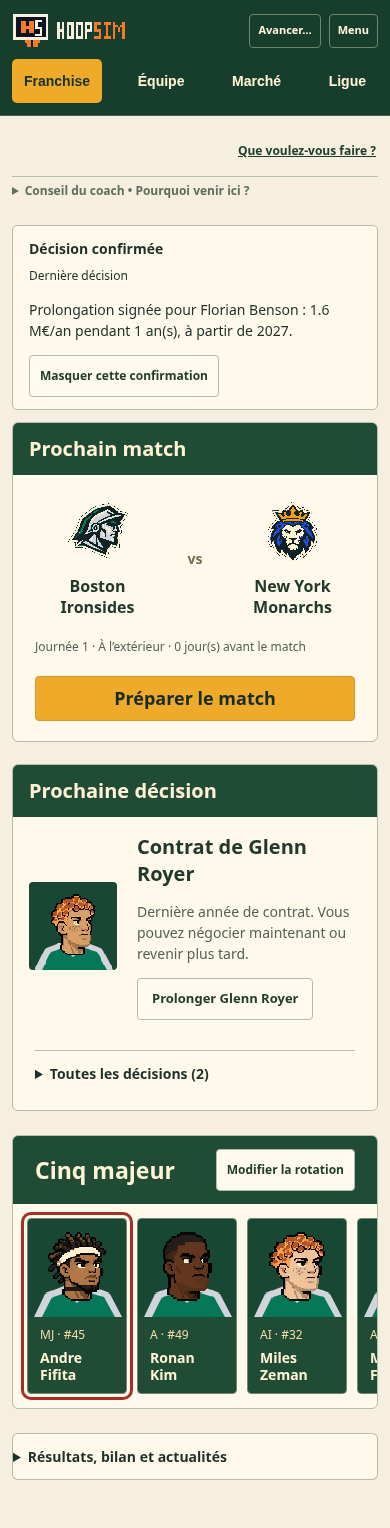 HS HOOPSIM
Avancer…
Menu
Franchise
Équipe
Marché
Ligue
Que voulez-vous faire ?
▶ Conseil du coach • Pourquoi venir ici ?
Décision confirmée
Dernière décision
Prolongation signée pour Florian Benson : 1.6
M€/an pendant 1 an(s), à partir de 2027.
Masquer cette confirmation
Prochain match
Boston
Ironsides
vs
New York
Monarchs
Journée 1 · À l’extérieur · 0 jour(s) avant le match
Préparer le match
Prochaine décision
Contrat de Glenn
Royer
Dernière année de contrat. Vous
pouvez négocier maintenant ou
revenir plus tard.
Prolonger Glenn Royer
▶ Toutes les décisions (2)
Cinq majeur
Modifier la rotation
MJ · #45
Andre
Fifita
A · #49
Ronan
Kim
AI · #32
Miles
Zeman
▶ Résultats, bilan et actualités